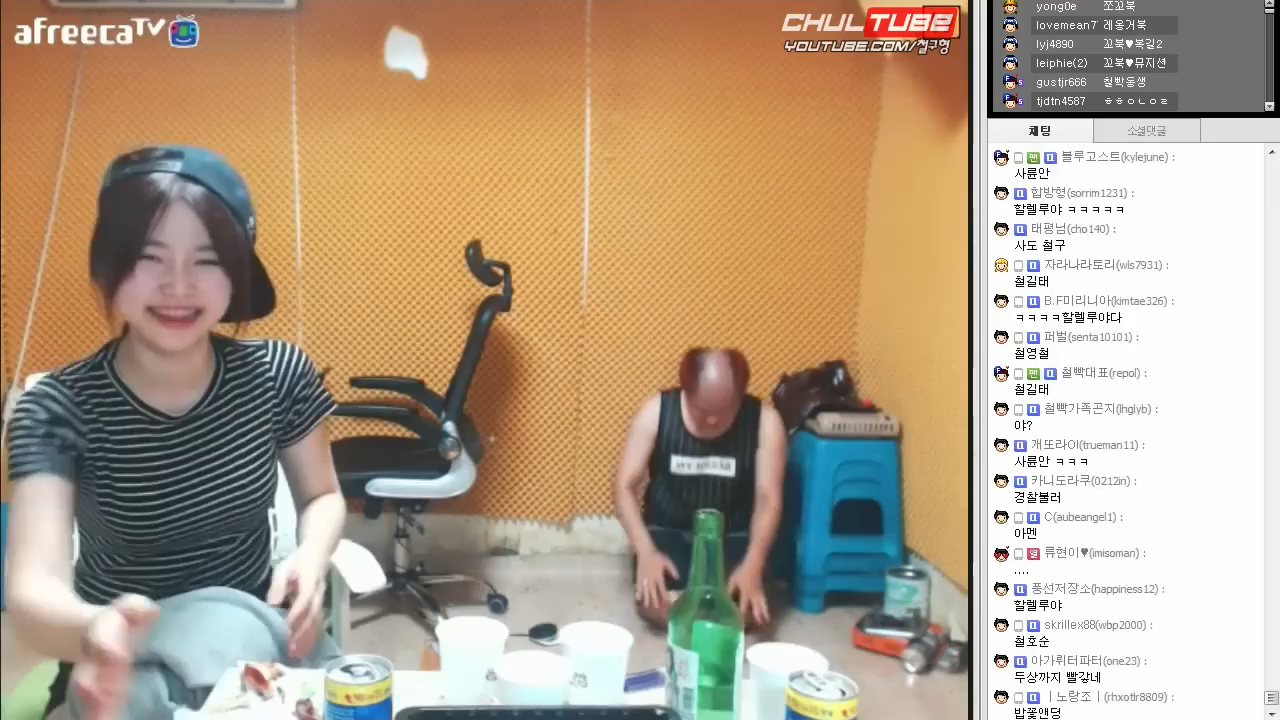 afreecaTV
CHULTUBE
YOUTUBE.COM/철구형
yong0e 쪼꼬북
lovemean7 레옹거북
lyj4890 꼬북♥북길2
leiphie(2) 꼬북♥뮤지션
gustjr666 철빡동생
tjdtn4587 ㅎㅎㅇㄴㅇㄹ
채팅
소셜댓글
블루고스트(kylejune) :
사륜안
합방형(sorrim1231) :
할렐루야 ㅋㅋㅋㅋㅋ
태평님(cho140) :
사도 철구
자라나라토리(wls7931) :
철길태
B.F미리니아(kimtae326) :
ㅋㅋㅋㅋ할렐루야다
퍼벌(senta10101) :
철영철
철빡대표(repol) :
철길태
철빡가족곤지(lhglyb) :
야?
개또라이(trueman11) :
사륜안 ㅋㅋㅋ
카니도라쿠(0212in) :
경찰불러
C(aubeangel1) :
아멘
류현이♥(imisoman) :
....
풍선저장소(happiness12) :
할렐루야
skrillex88(wbp2000) :
철호순
아가뤼터파터(one23) :
두상까지 빨갛네
ㅣ노랑조ㅣ(rhxotlr8809) :
밥꽃앤딩